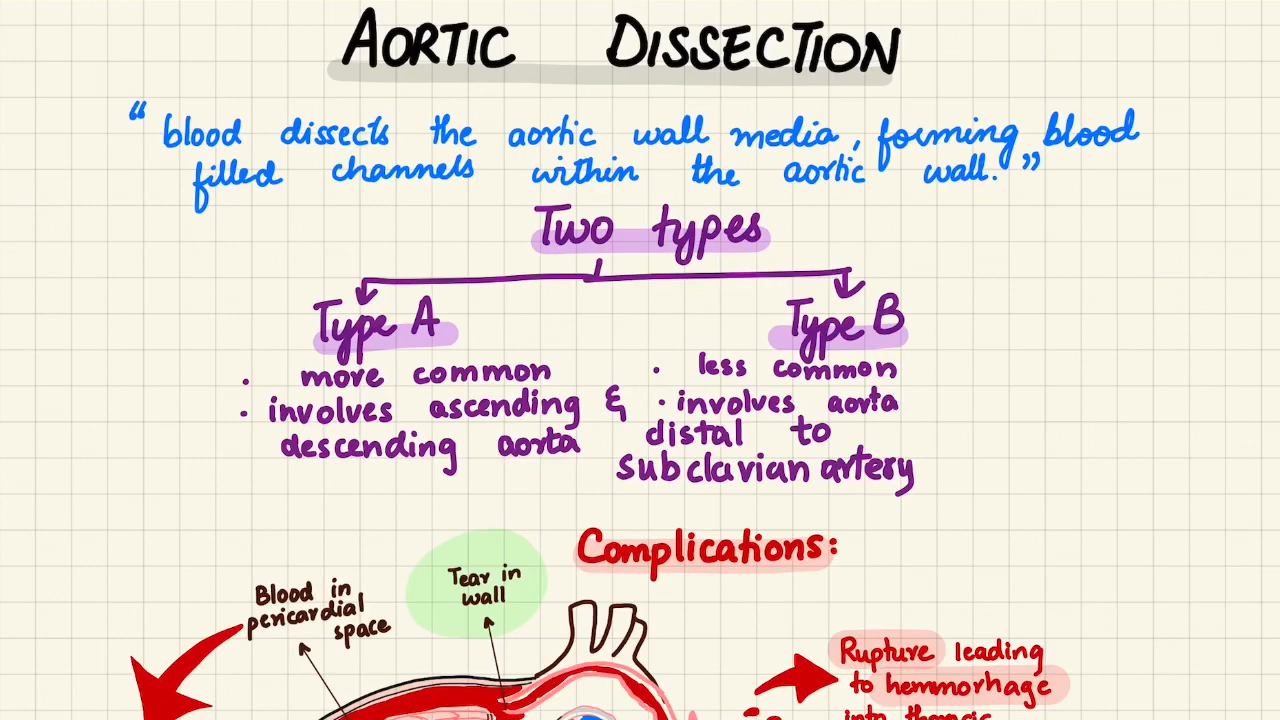 AORTIC DISSECTION
“ blood dissects the aortic wall media, forming blood
filled channels within the aortic wall.”
Two types
Type A
• more common
• involves ascending &
descending aorta
Type B
• less common
• involves aorta
distal to
subclavian artery
Complications:
Blood in
pericardial
space
Tear in
wall
Rupture leading
to hemmorhage
into thoracic